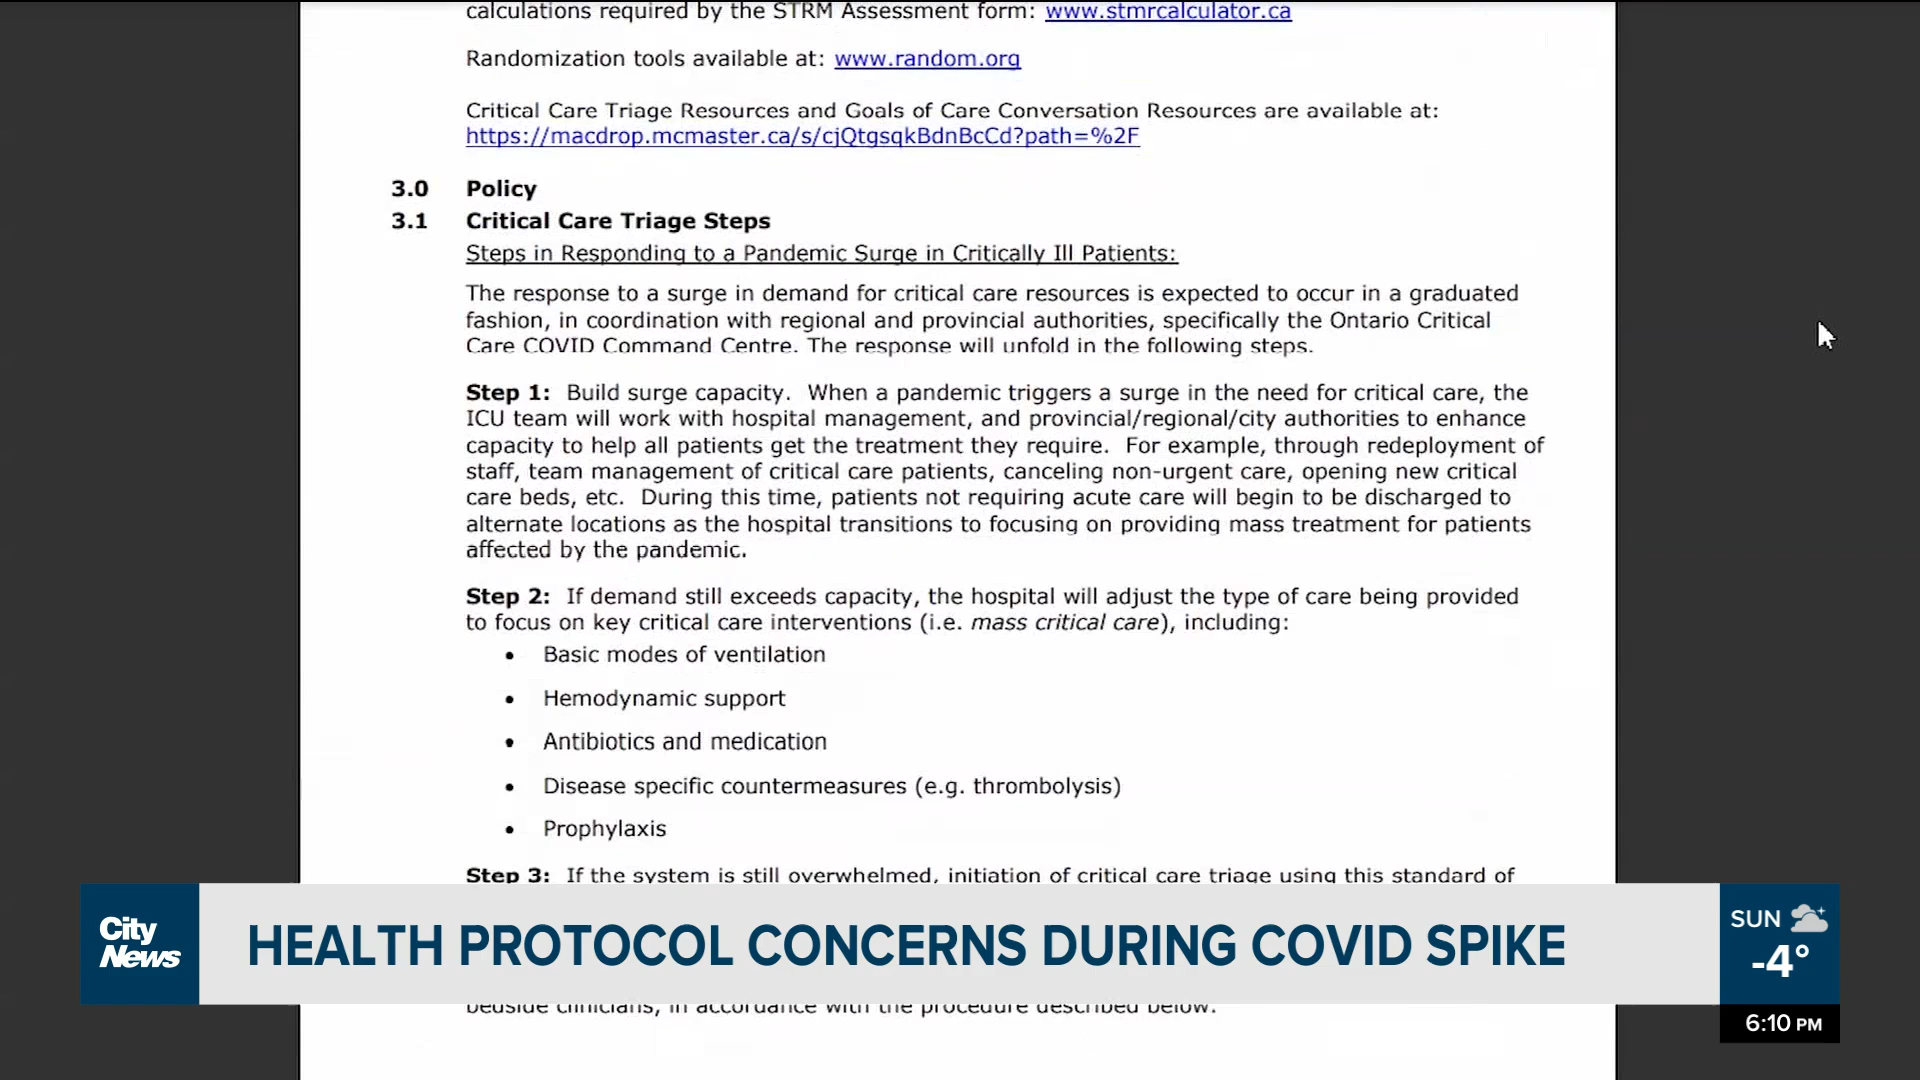 calculations required by the STRM Assessment form: www.stmrcalculator.ca
Randomization tools available at: www.random.org
Critical Care Triage Resources and Goals of Care Conversation Resources are available at:
https://macdrop.mcmaster.ca/s/cjQtgsqkBdnBcCd?path=%2F
3.0 Policy
3.1 Critical Care Triage Steps
Steps in Responding to a Pandemic Surge in Critically Ill Patients:
The response to a surge in demand for critical care resources is expected to occur in a graduated
fashion, in coordination with regional and provincial authorities, specifically the Ontario Critical
Care COVID Command Centre. The response will unfold in the following steps.
Step 1: Build surge capacity. When a pandemic triggers a surge in the need for critical care, the
ICU team will work with hospital management, and provincial/regional/city authorities to enhance
capacity to help all patients get the treatment they require. For example, through redeployment of
staff, team management of critical care patients, canceling non-urgent care, opening new critical
care beds, etc. During this time, patients not requiring acute care will begin to be discharged to
alternate locations as the hospital transitions to focusing on providing mass treatment for patients
affected by the pandemic.
Step 2: If demand still exceeds capacity, the hospital will adjust the type of care being provided
to focus on key critical care interventions (i.e. mass critical care), including:
• Basic modes of ventilation
• Hemodynamic support
• Antibiotics and medication
• Disease specific countermeasures (e.g. thrombolysis)
• Prophylaxis
Step 3: If the system is still overwhelmed, initiation of critical care triage using this standard of
City
News
HEALTH PROTOCOL CONCERNS DURING COVID SPIKE
SUN
-4°
bedside clinicians, in accordance with the procedure described below.
6:10 PM